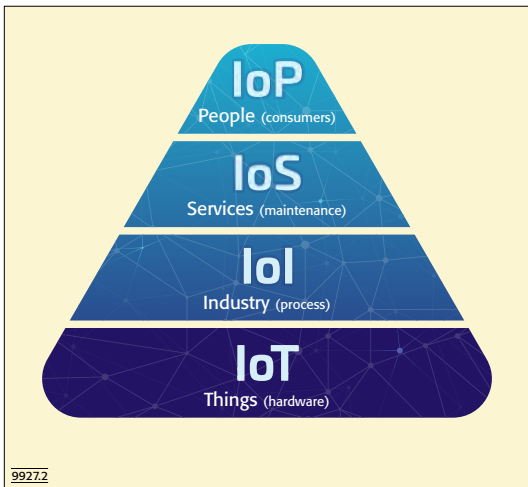 IoP
People (consumers)
IoS
Services (maintenance)
IoI
Industry (process)
IoT
Things (hardware)
9927.2